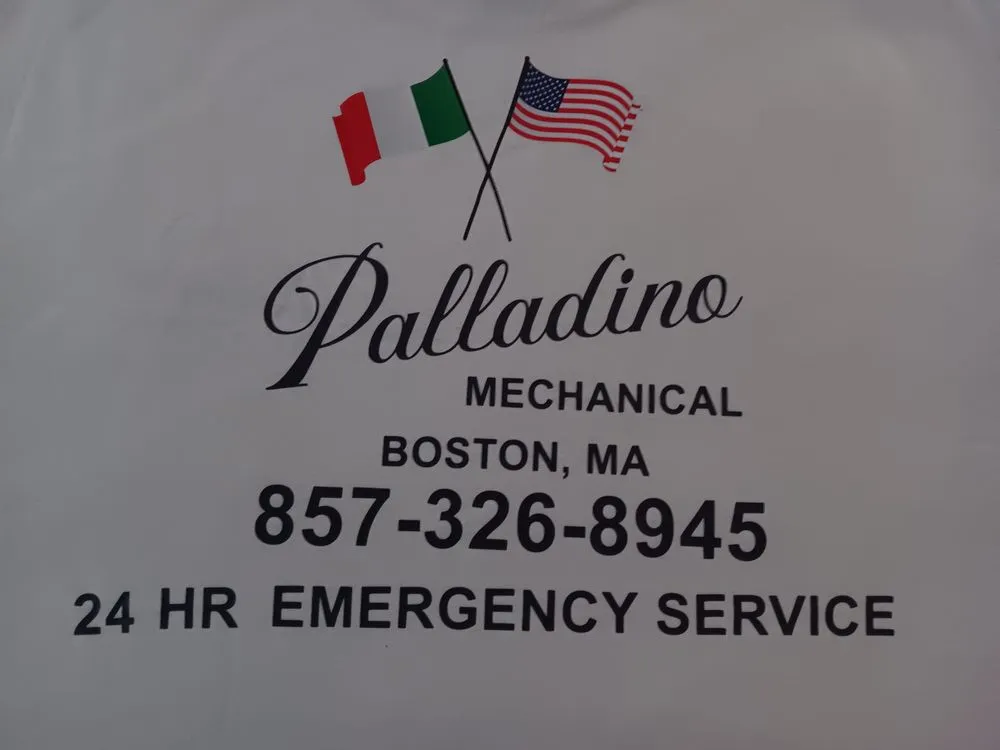 Palladino
MECHANICAL
BOSTON, MA
857-326-8945
24 HR EMERGENCY SERVICE